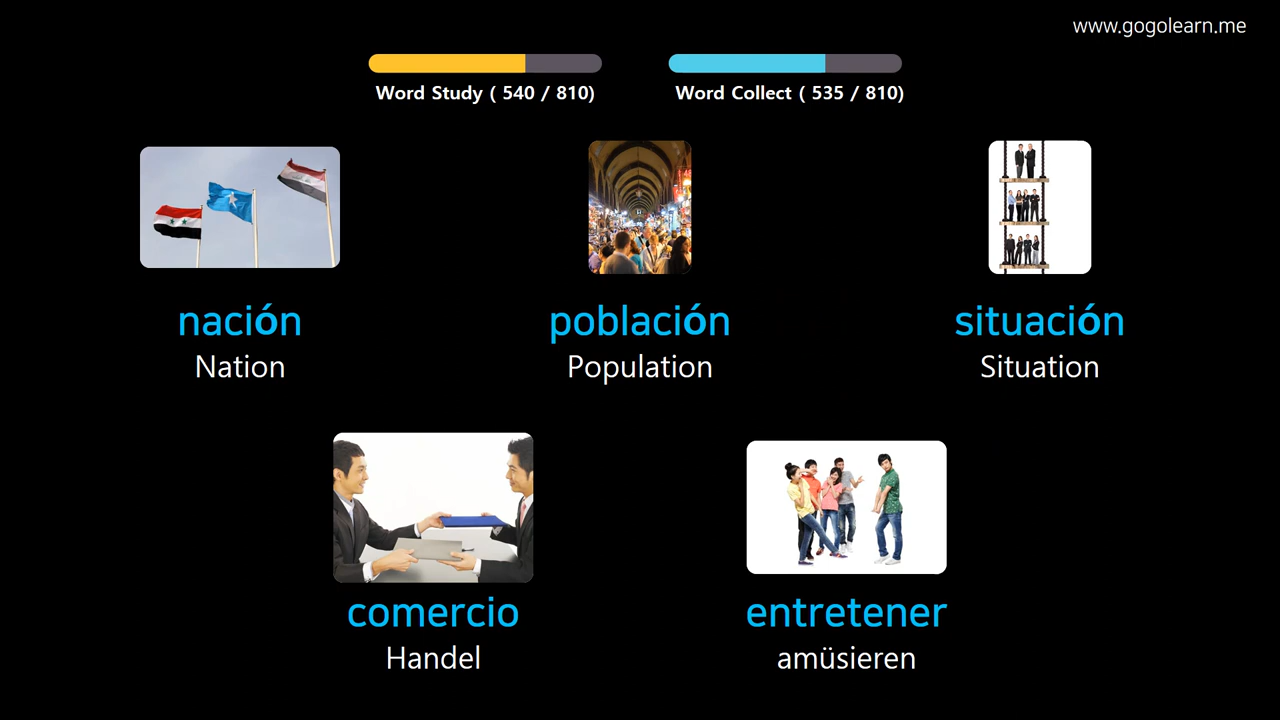 www.gogolearn.me
Word Study ( 540 / 810)
Word Collect ( 535 / 810)
nación
Nation
población
Population
situación
Situation
comercio
Handel
entretener
amüsieren